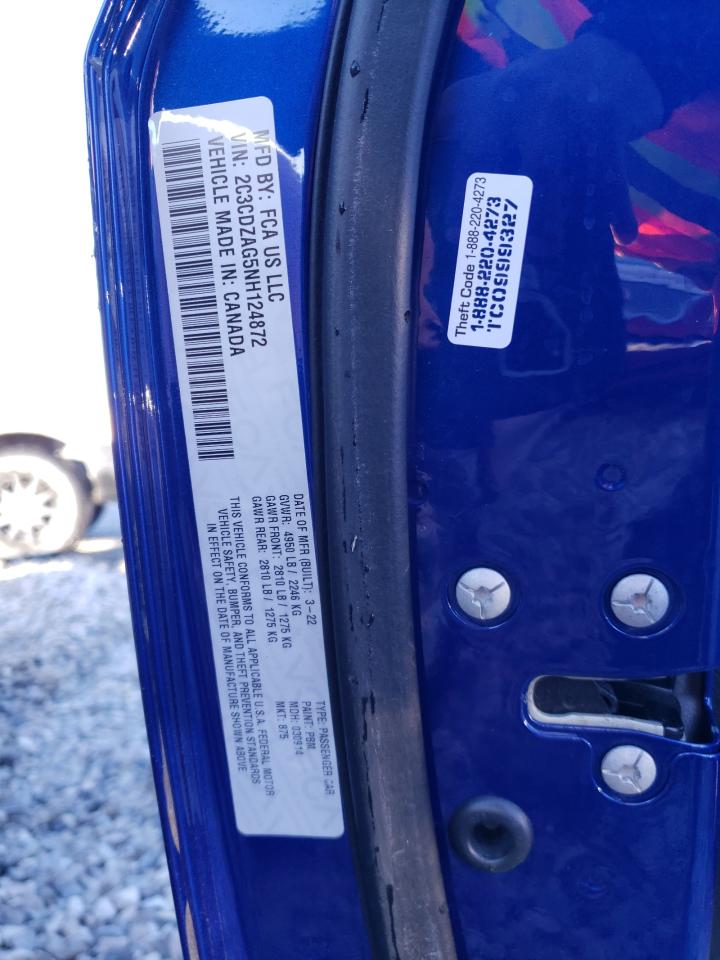 MFD BY: FCA US LLC
VIN: 2C3CDZAG5NH124872
VEHICLE MADE IN: CANADA
DATE OF MFR (BUILT): 3-22
GVWR: 4950 LB / 2246 KG
GAWR FRONT: 2810 LB / 1275 KG
GAWR REAR: 2810 LB / 1275 KG
THIS VEHICLE CONFORMS TO ALL APPLICABLE U.S.A. FEDERAL MOTOR
VEHICLE SAFETY, BUMPER, AND THEFT PREVENTION STANDARDS
IN EFFECT ON THE DATE OF MANUFACTURE SHOWN ABOVE
TYPE: PASSENGER CAR
PAINT: PBM
MDH: 030914
MKT: 875
Theft Code 1-888-220-4273
1-888-220-4273
TC0999327